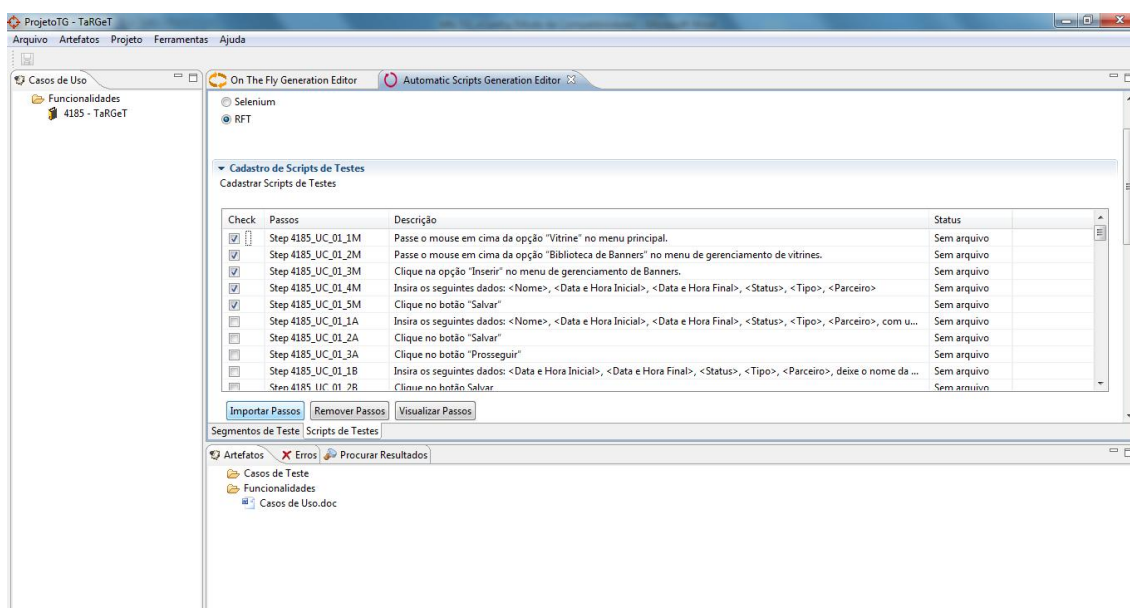 ProjetoTG - TaRGeT
Arquivo Artefatos Projeto Ferramentas Ajuda
Casos de Uso
On The Fly Generation Editor
Automatic Scripts Generation Editor
Funcionalidades
4185 - TaRGeT
Selenium
RFT
Cadastro de Scripts de Testes
Cadastrar Scripts de Testes
Check Passos Descrição Status
Step 4185_UC_01_1M Passe o mouse em cima da opção "Vitrine" no menu principal. Sem arquivo
Step 4185_UC_01_2M Passe o mouse em cima da opção "Biblioteca de Banners" no menu de gerenciamento de vitrines. Sem arquivo
Step 4185_UC_01_3M Clique na opção "Inserir" no menu de gerenciamento de Banners. Sem arquivo
Step 4185_UC_01_4M Insira os seguintes dados: <Nome>, <Data e Hora Inicial>, <Data e Hora Final>, <Status>, <Tipo>, <Parceiro> Sem arquivo
Step 4185_UC_01_5M Clique no botão "Salvar" Sem arquivo
Step 4185_UC_01_1A Insira os seguintes dados: <Nome>, <Data e Hora Inicial>, <Data e Hora Final>, <Status>, <Tipo>, <Parceiro>, com u... Sem arquivo
Step 4185_UC_01_2A Clique no botão "Salvar" Sem arquivo
Step 4185_UC_01_3A Clique no botão "Prosseguir" Sem arquivo
Step 4185_UC_01_1B Insira os seguintes dados: <Data e Hora Inicial>, <Data e Hora Final>, <Status>, <Tipo>, <Parceiro>, deixe o nome da ... Sem arquivo
Step 4185_UC_01_2B Clique no botão Salvar Sem arquivo
Importar Passos Remover Passos Visualizar Passos
Segmentos de Teste Scripts de Testes
Artefatos Erros Procurar Resultados
Casos de Teste
Funcionalidades
Casos de Uso.doc